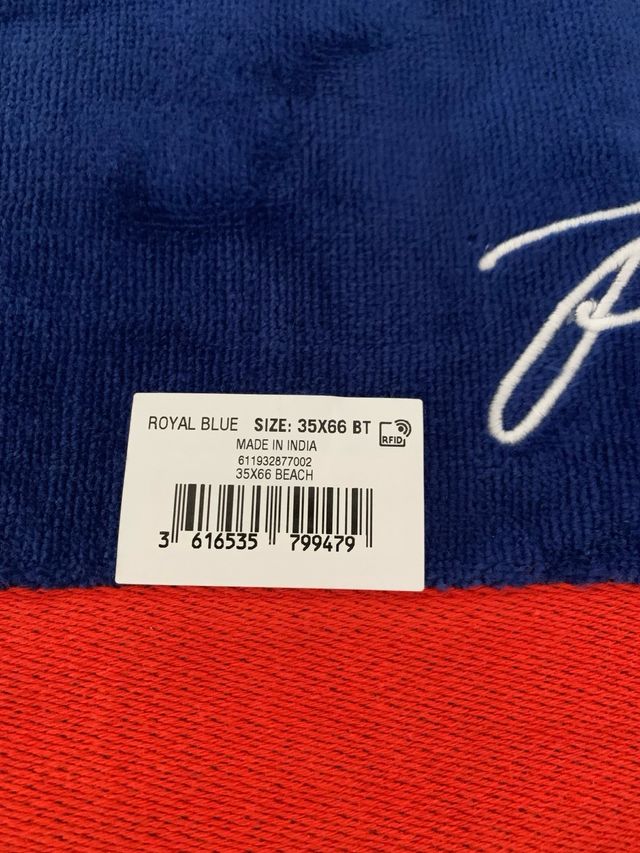 ROYAL BLUE SIZE: 35X66 BT
RFID
MADE IN INDIA
611932877002
35X66 BEACH
3 616535 799479